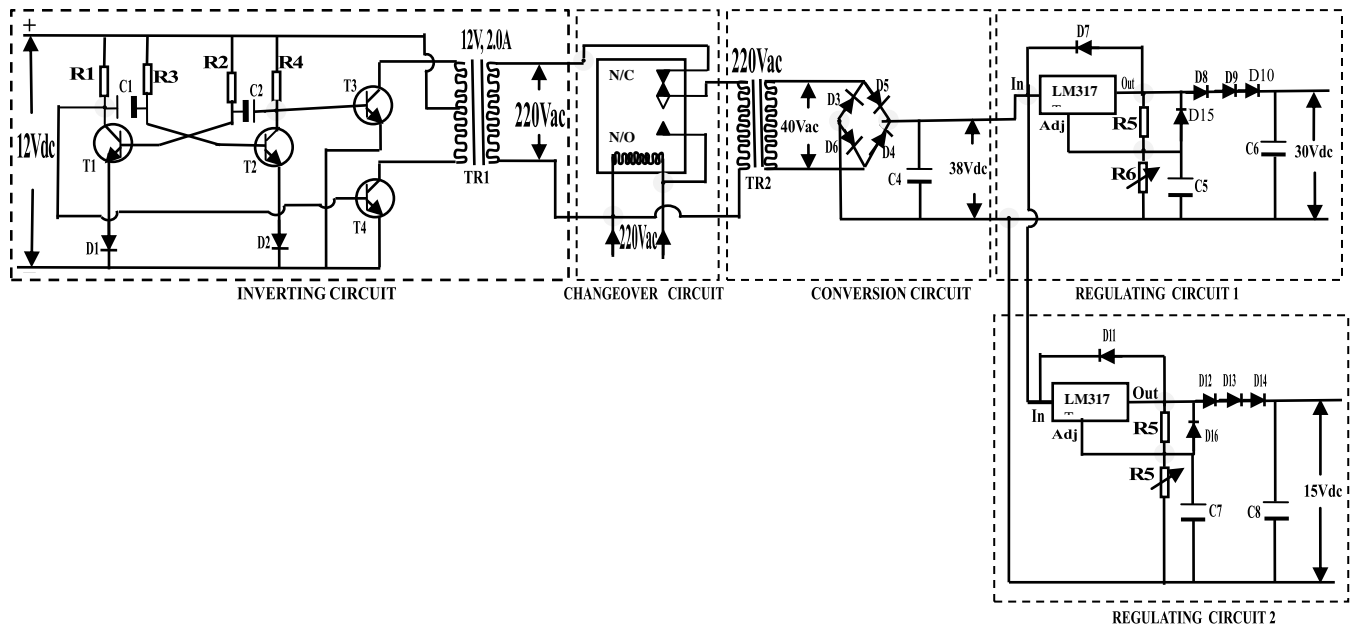 +
12Vdc
R1
C1
R3
R2
C2
R4
T1
T2
T3
T4
D1
D2
12V, 2.0A
220Vac
TR1
INVERTING CIRCUIT
N/C
N/O
220Vac
CHANGEOVER CIRCUIT
220Vac
40Vac
TR2
D3
D5
D6
D4
C4
38Vdc
CONVERSION CIRCUIT
D7
In
LM317
Out
Adj
D8
D9
D10
R5
D15
R6
C5
C6
30Vdc
REGULATING CIRCUIT 1
D11
In
LM317
Out
Adj
D12
D13
D14
R5
D16
R5
C7
C8
15Vdc
REGULATING CIRCUIT 2